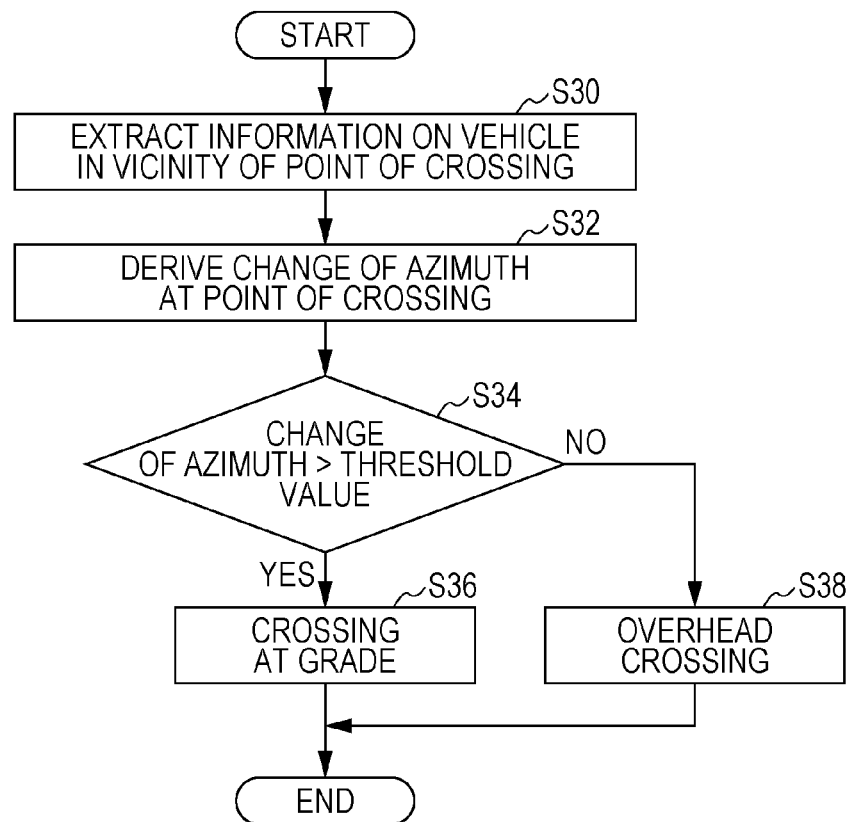 START
S30
EXTRACT INFORMATION ON VEHICLE
IN VICINITY OF POINT OF CROSSING
S32
DERIVE CHANGE OF AZIMUTH
AT POINT OF CROSSING
S34
CHANGE
OF AZIMUTH > THRESHOLD
VALUE
NO
YES
S36
CROSSING
AT GRADE
S38
OVERHEAD
CROSSING
END